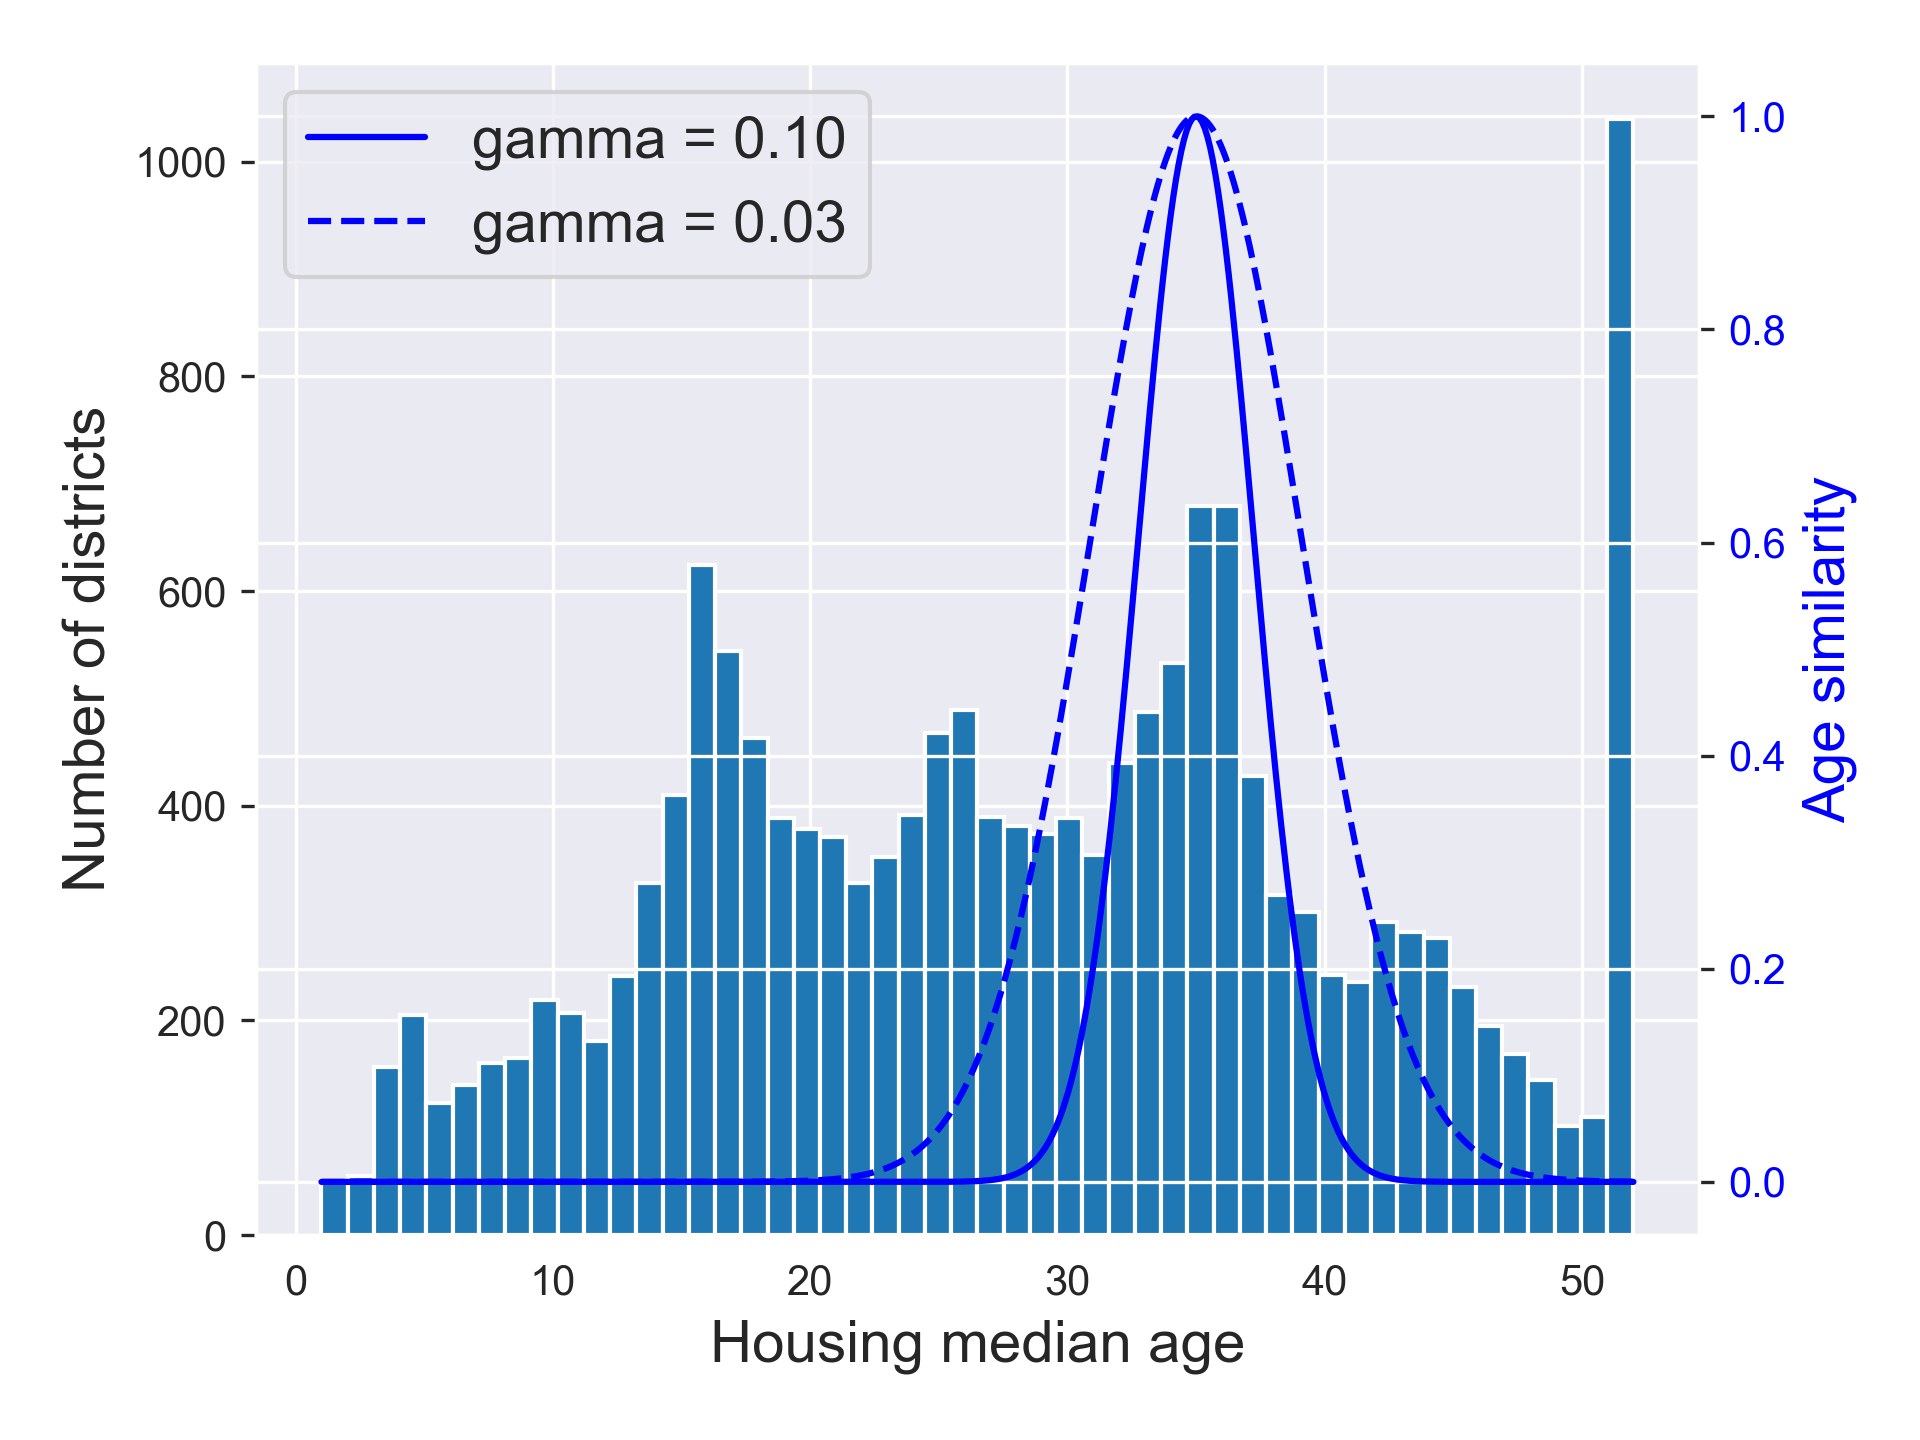 gamma = 0.10
gamma = 0.03
1000
800
600
400
200
0
Number of districts
1.0
0.8
0.6
0.4
0.2
0.0
Age similarity
0 10 20 30 40 50
Housing median age